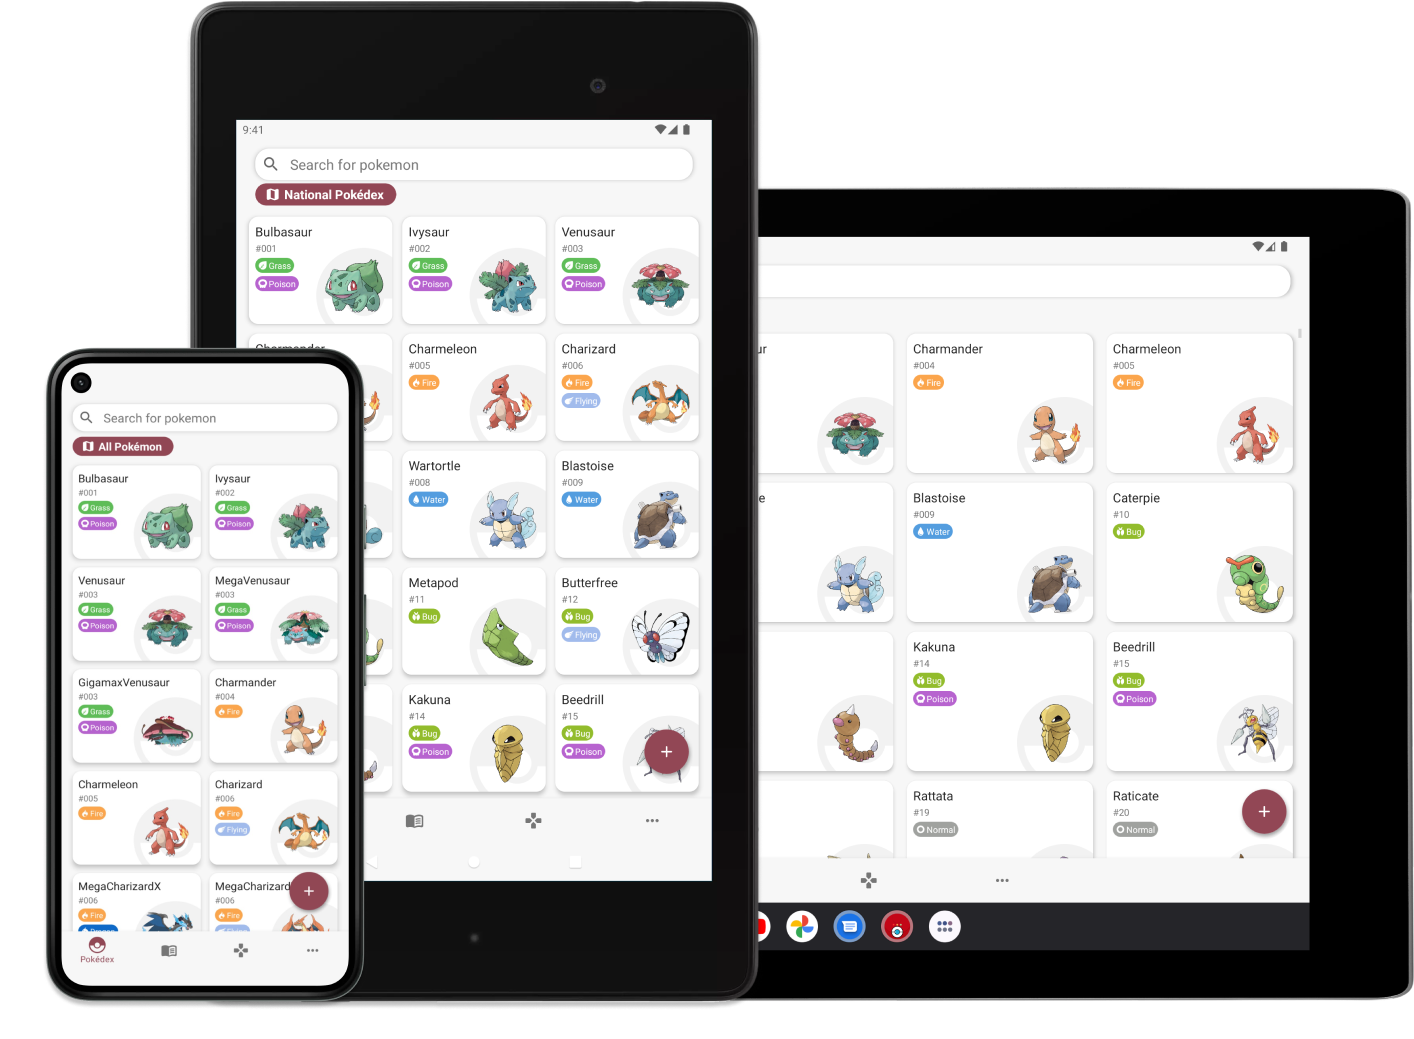 9:41
Search for pokemon
National Pokédex
Bulbasaur
#001
Grass
Poison
Ivysaur
#002
Grass
Poison
Venusaur
#003
Grass
Poison
Charmander
Charmeleon
#005
Fire
Charizard
#006
Fire
Flying
Wartortle
#008
Water
Blastoise
#009
Water
Metapod
#11
Bug
Butterfree
#12
Bug
Flying
Kakuna
#14
Bug
Poison
Beedrill
#15
Bug
Poison
Search for pokemon
All Pokémon
Bulbasaur
#001
Grass
Poison
Ivysaur
#002
Grass
Poison
Venusaur
#003
Grass
Poison
MegaVenusaur
#003
Grass
Poison
GigamaxVenusaur
#003
Grass
Poison
Charmander
#004
Fire
Charmeleon
#005
Fire
Charizard
#006
Fire
Flying
MegaCharizardX
#006
Fire
MegaCharizard
#006
Fire
Flying
Pokédex
ur
Charmander
#004
Fire
Charmeleon
#005
Fire
e
Blastoise
#009
Water
Caterpie
#10
Bug
Kakuna
#14
Bug
Poison
Beedrill
#15
Bug
Poison
Rattata
#19
Normal
Raticate
#20
Normal